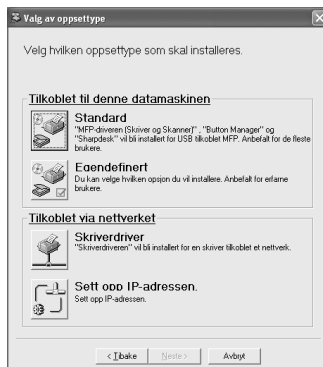 Valg av oppsettype
Velg hvilken oppsettype som skal installeres.
Tilkoblet til denne datamaskinen
Standard
"MFP-driveren (Skriver og Skanner)" , "Button Manager" og
"Sharpdesk" vil bli installert for USB tilkoblet MFP. Anbefalt for de fleste
brukere.
Egendefinert
Du kan velge hvilken opsjon du vil installere. Anbefalt for erfarne
brukere.
Tilkoblet via nettverket
Skriverdriver
"Skriverdriveren" vil bli installert for en skriver tilkoblet et nettverk.
Sett opp IP-adressen.
Sett opp IP-adressen.
< Tibake Neste > Avbryt